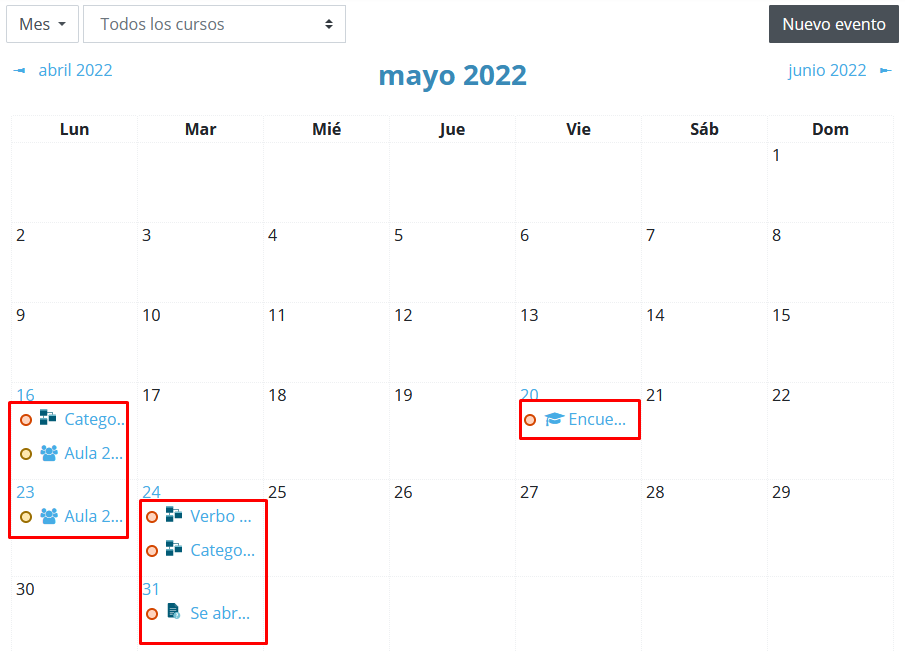 Mes Todos los cursos Nuevo evento
abril 2022 mayo 2022 junio 2022
Lun Mar Mié Jue Vie Sáb Dom
1
2 3 4 5 6 7 8
9 10 11 12 13 14 15
16 17 18 19 20 21 22
Catego... Encue...
Aula 2...
23 24 25 26 27 28 29
Aula 2... Verbo ...
Catego...
30 31
Se abr...